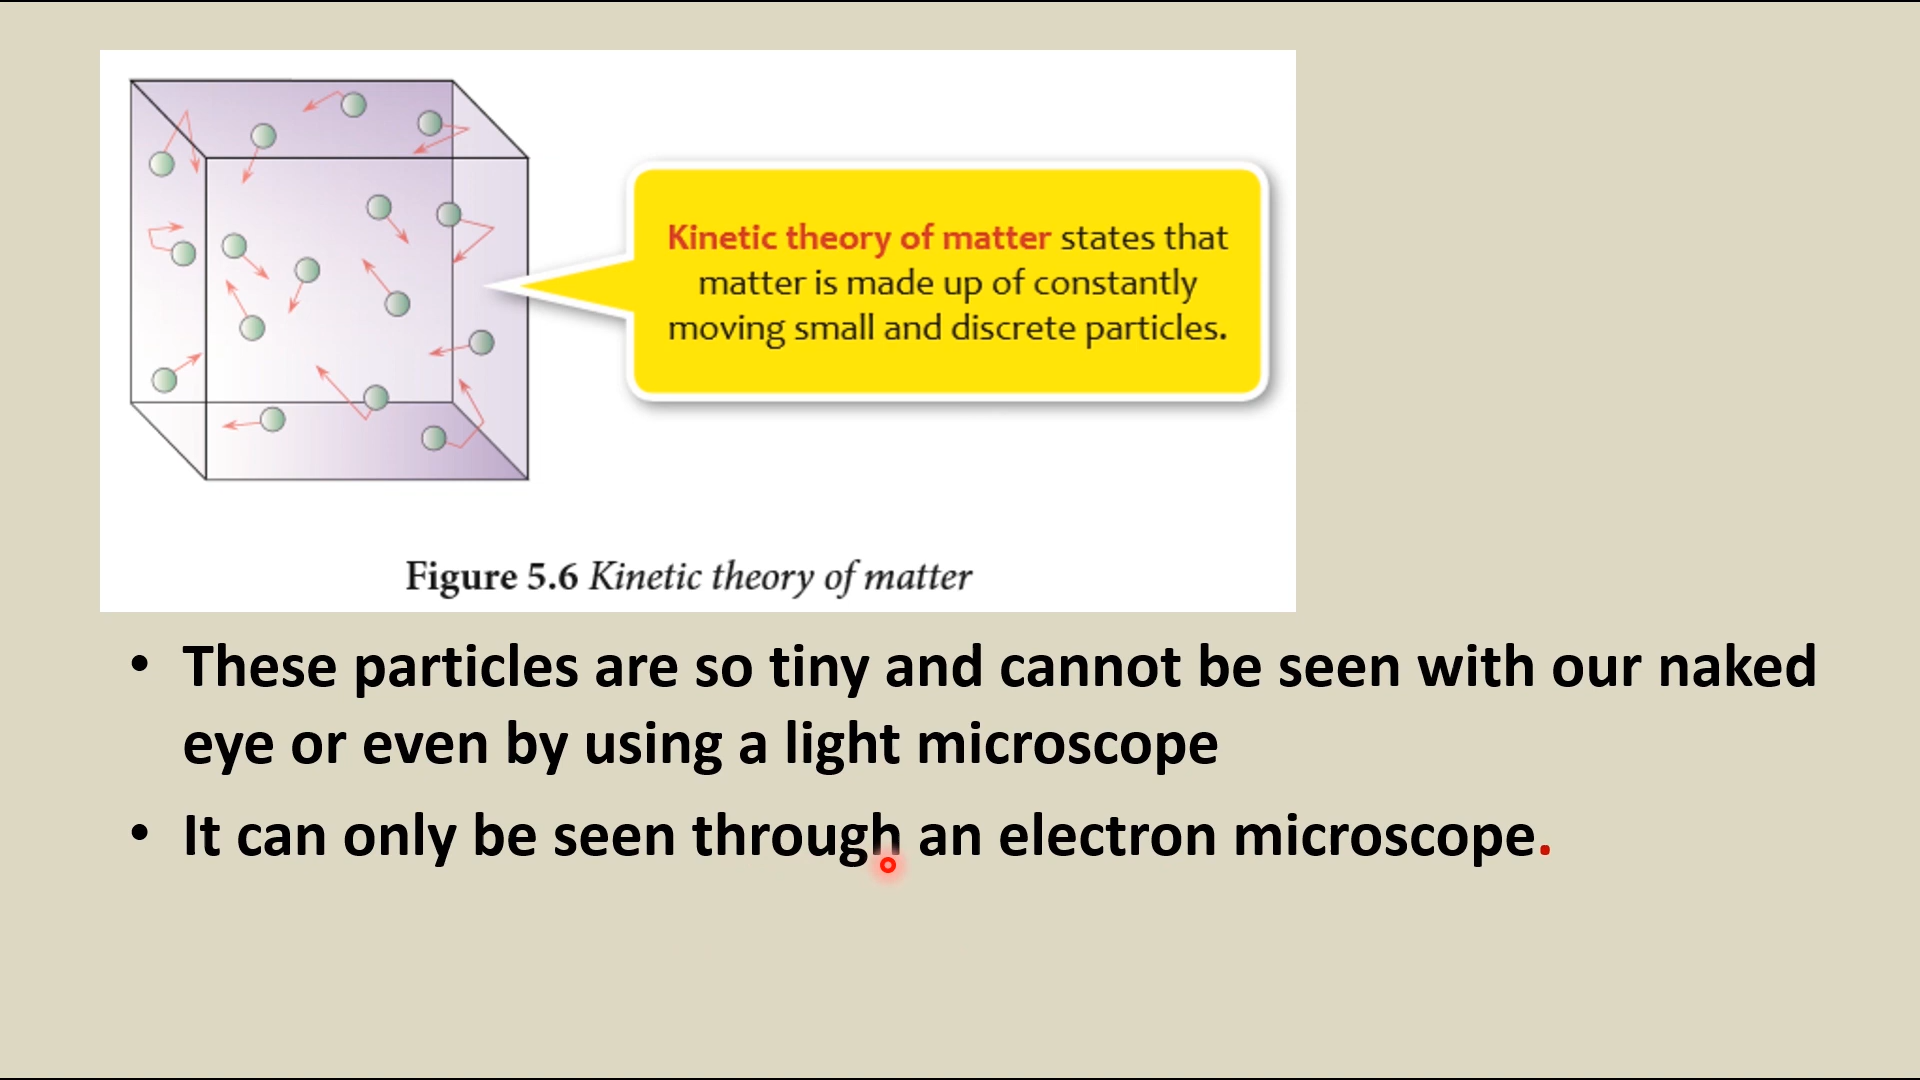 Kinetic theory of matter states that
matter is made up of constantly
moving small and discrete particles.
Figure 5.6 Kinetic theory of matter
• These particles are so tiny and cannot be seen with our naked
eye or even by using a light microscope
• It can only be seen through an electron microscope.